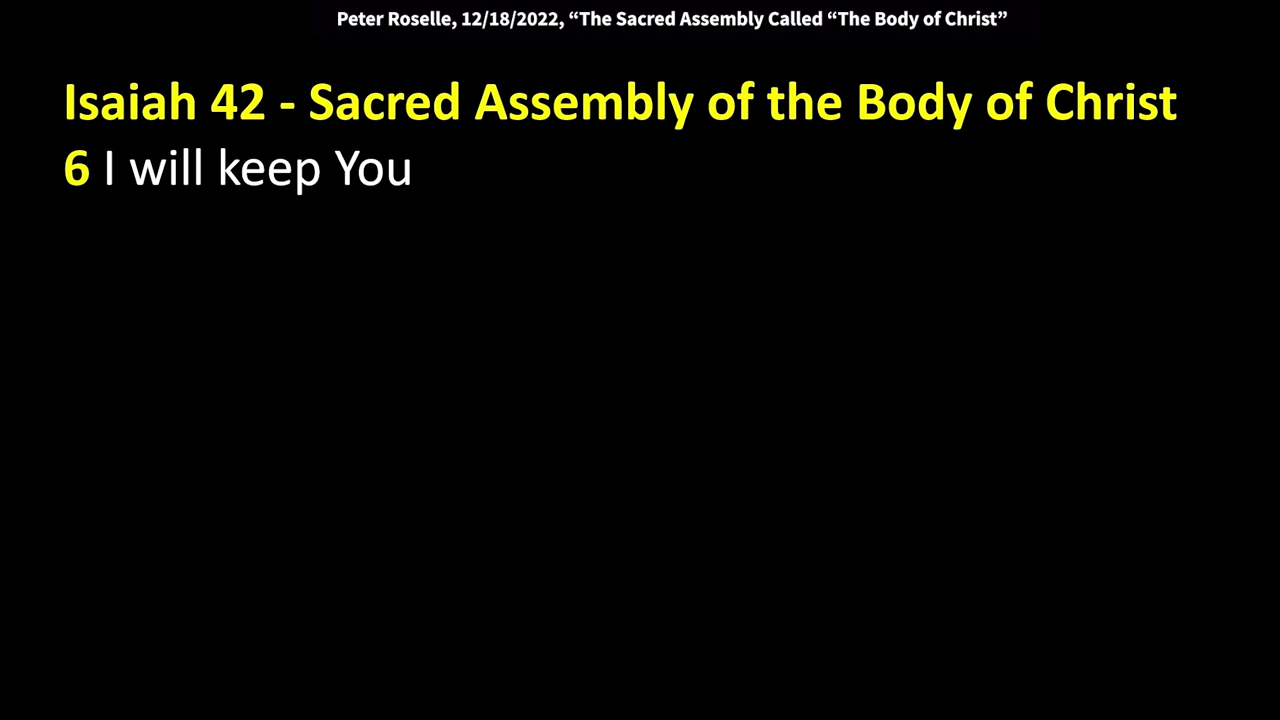 Peter Roselle, 12/18/2022, “The Sacred Assembly Called “The Body of Christ”
Isaiah 42 - Sacred Assembly of the Body of Christ
6 I will keep You